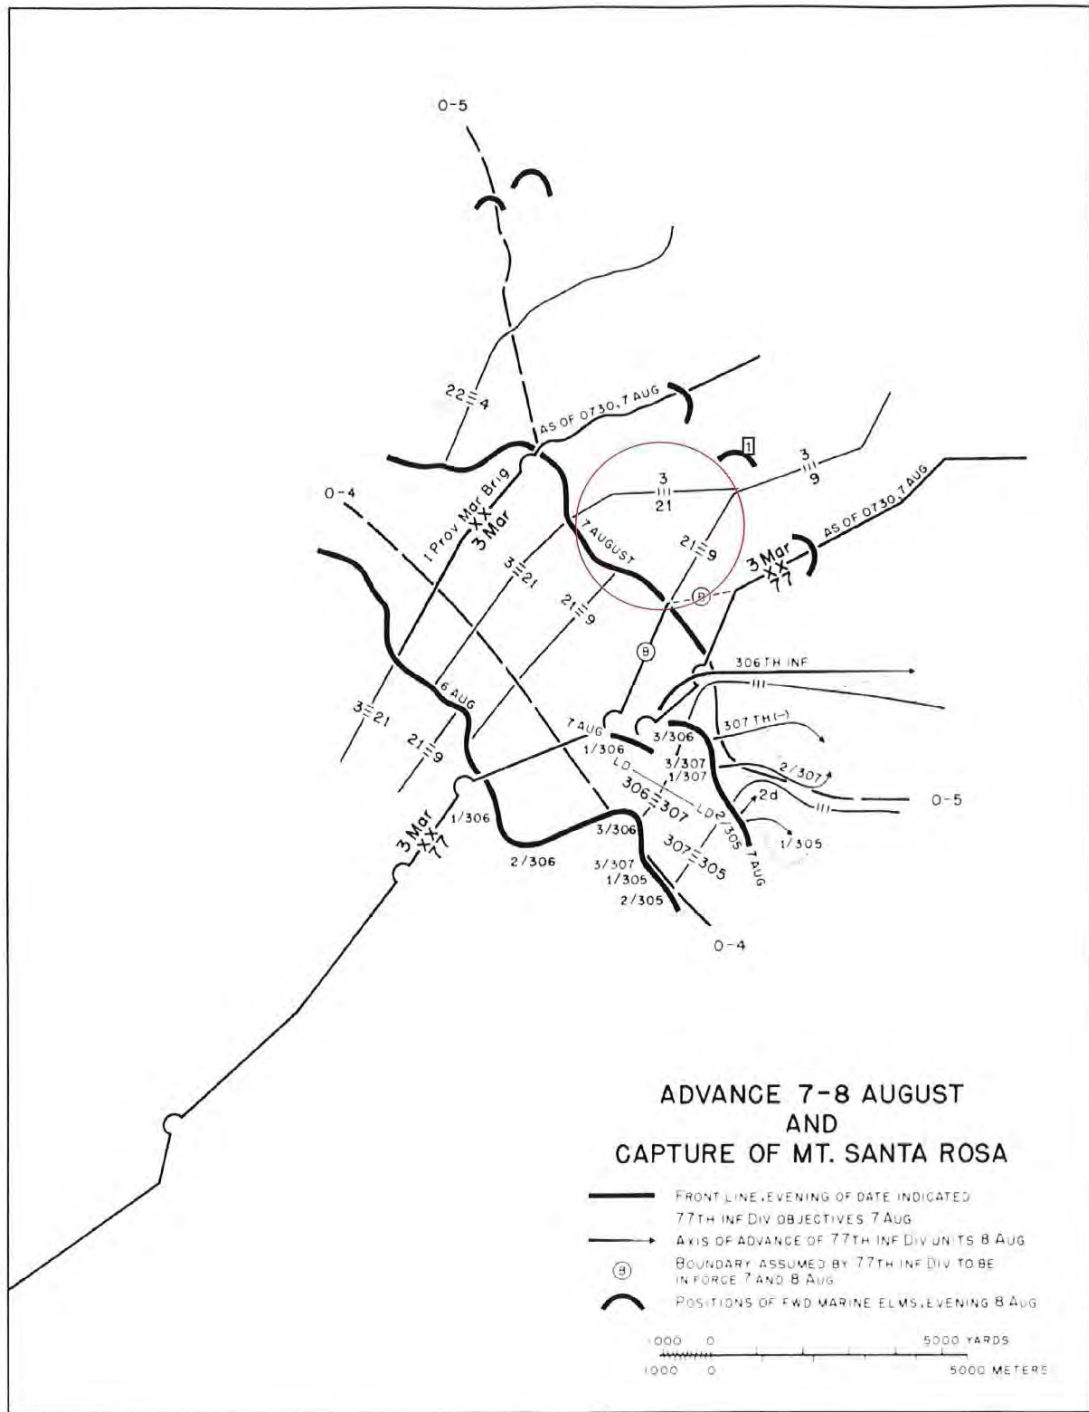 O-5
22 4
AS OF 0730, 7 AUG
1
3
9
3
21
O-4
1 Prov Mar Brig
XX
3 Mar
7 AUGUST
3 21
21 9
21 9
AS OF 0730, 7 AUG
3 Mar
XX
77
B
B
306TH INF
6 AUG
3 21
21 9
7 AUG
1/306
3/306
307TH (-)
3/307
1/307
2/307
LD
306 307
LD
2/305
2d
O-5
1/305
7 AUG
1/306
3 Mar
XX
77
2/306
3/306
307 305
3/307
1/305
2/305
O-4
ADVANCE 7-8 AUGUST
AND
CAPTURE OF MT. SANTA ROSA
FRONT LINE, EVENING OF DATE INDICATED
77TH INF DIV OBJECTIVES 7 AUG
AXIS OF ADVANCE OF 77TH INF DIV UNITS 8 AUG
B
BOUNDARY ASSUMED BY 77TH INF DIV TO BE
IN FORCE 7 AND 8 AUG
POSITIONS OF FWD MARINE ELMS, EVENING 8 AUG
1000 0 5000 YARDS
1000 0 5000 METERS